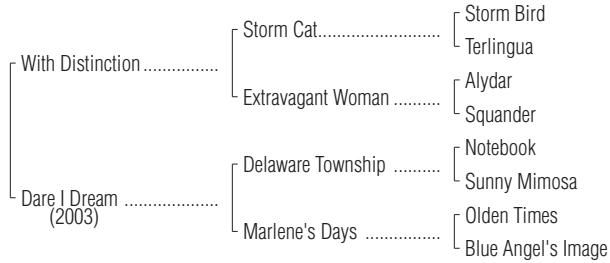 Storm Bird
Storm Cat..........................
Terlingua
With Distinction ................
Alydar
Extravagant Woman ..........
Squander
Notebook
Delaware Township ..........
Sunny Mimosa
Dare I Dream ....................
(2003)
Olden Times
Marlene's Days ................
Blue Angel's Image